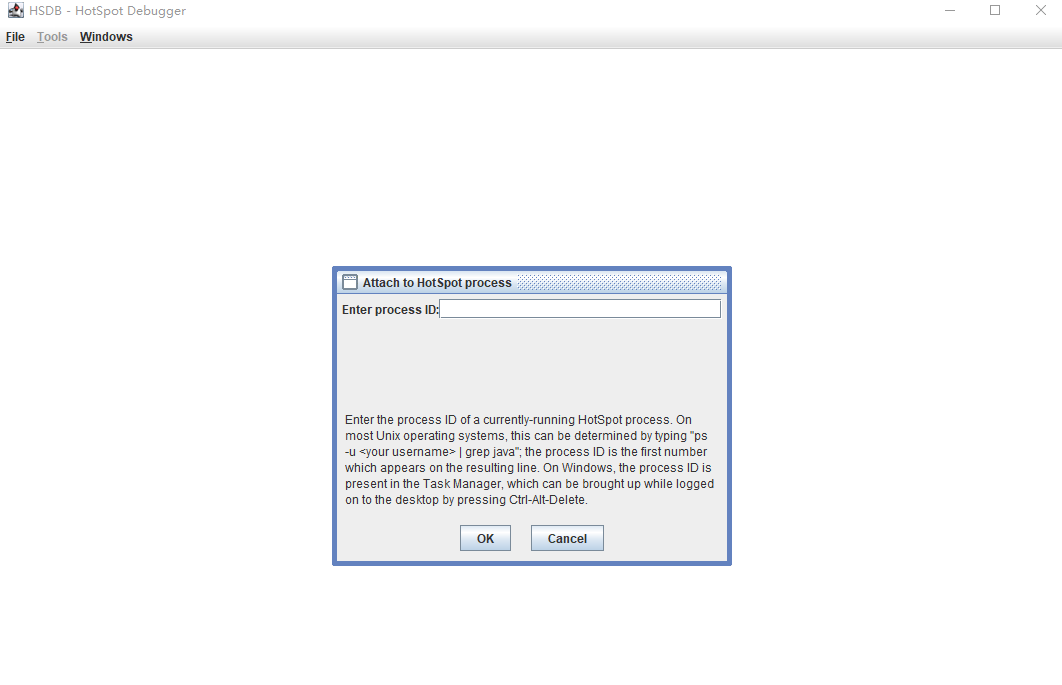 HSDB - HotSpot Debugger
File Tools Windows
Attach to HotSpot process
Enter process ID:
Enter the process ID of a currently-running HotSpot process. On
most Unix operating systems, this can be determined by typing "ps
-u <your username> | grep java"; the process ID is the first number
which appears on the resulting line. On Windows, the process ID is
present in the Task Manager, which can be brought up while logged
on to the desktop by pressing Ctrl-Alt-Delete.
OK Cancel